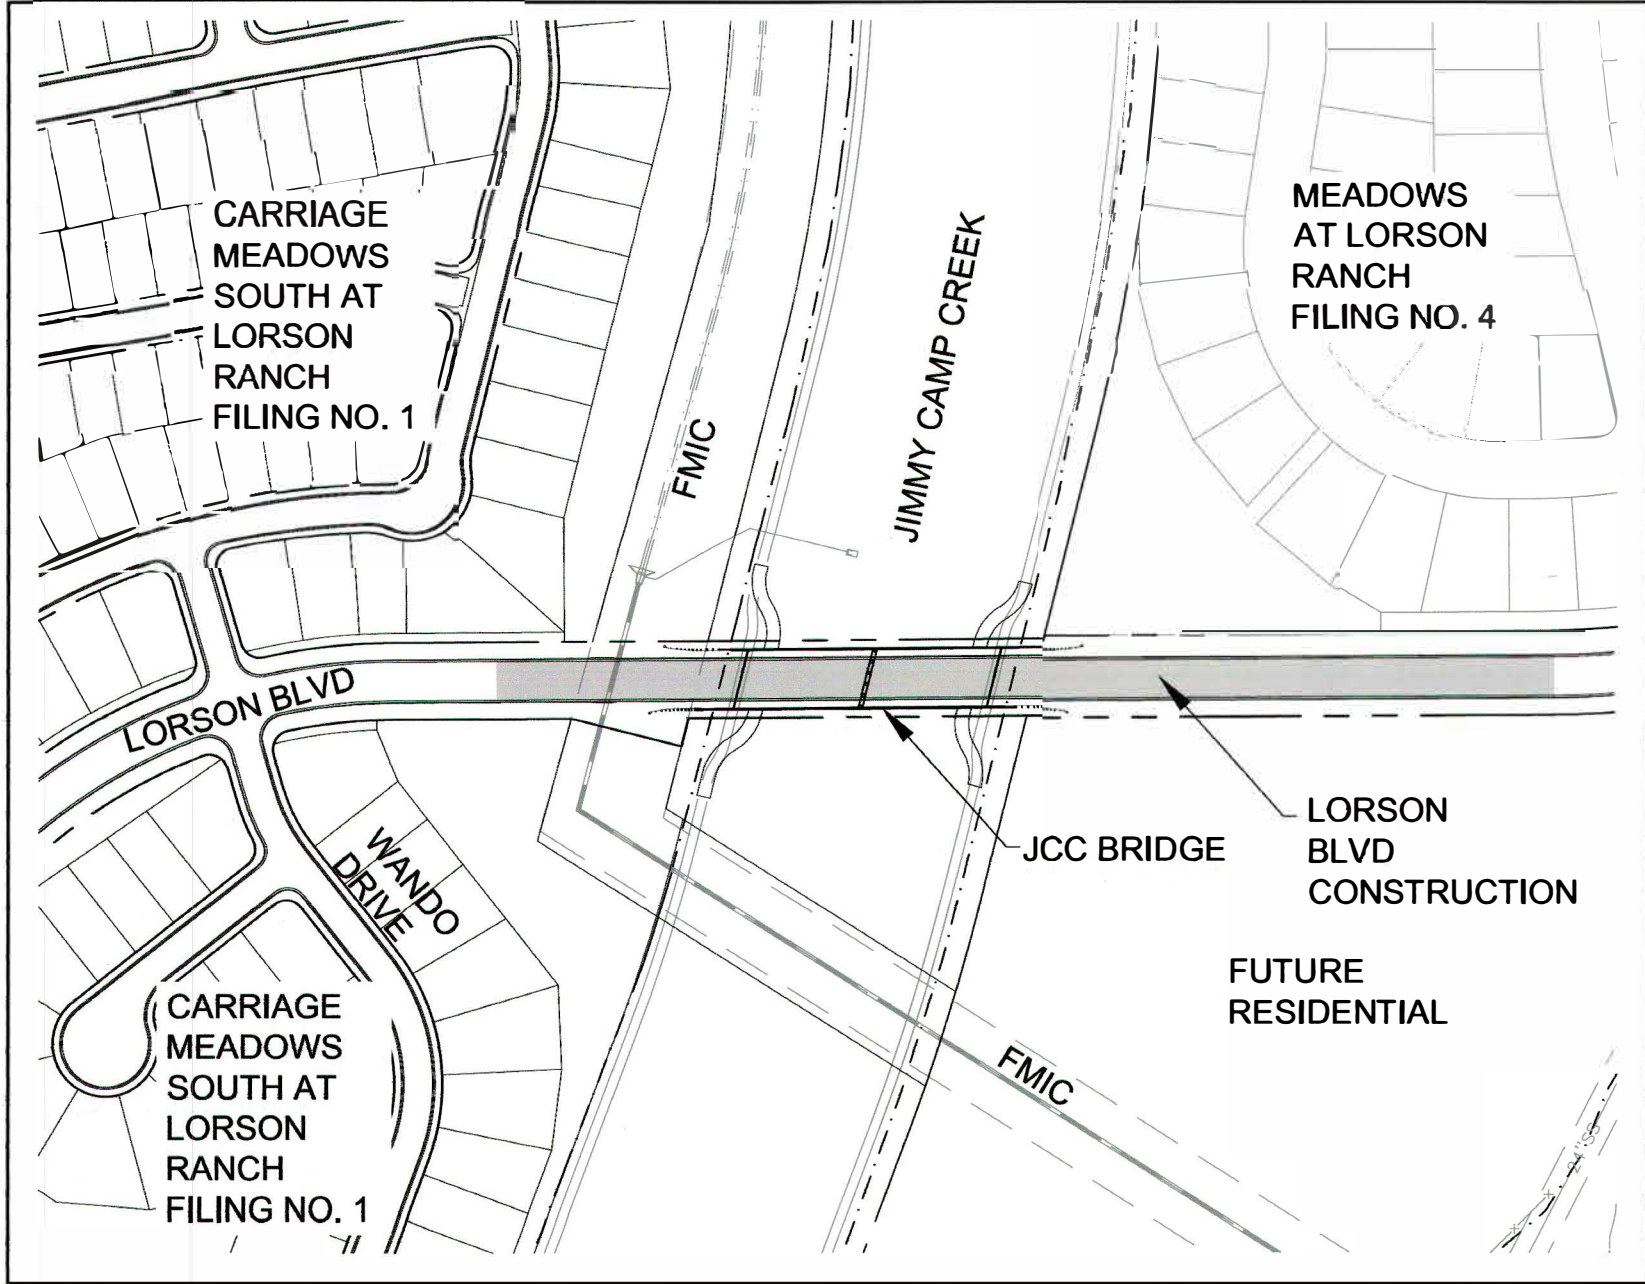 CARRIAGE
MEADOWS
SOUTH AT
LORSON
RANCH
FILING NO. 1
FMIC
JIMMY CAMP CREEK
MEADOWS
AT LORSON
RANCH
FILING NO. 4
LORSON BLVD
WANDO
DRIVE
JCC BRIDGE
LORSON
BLVD
CONSTRUCTION
FUTURE
RESIDENTIAL
CARRIAGE
MEADOWS
SOUTH AT
LORSON
RANCH
FILING NO. 1
FMIC
24" SS